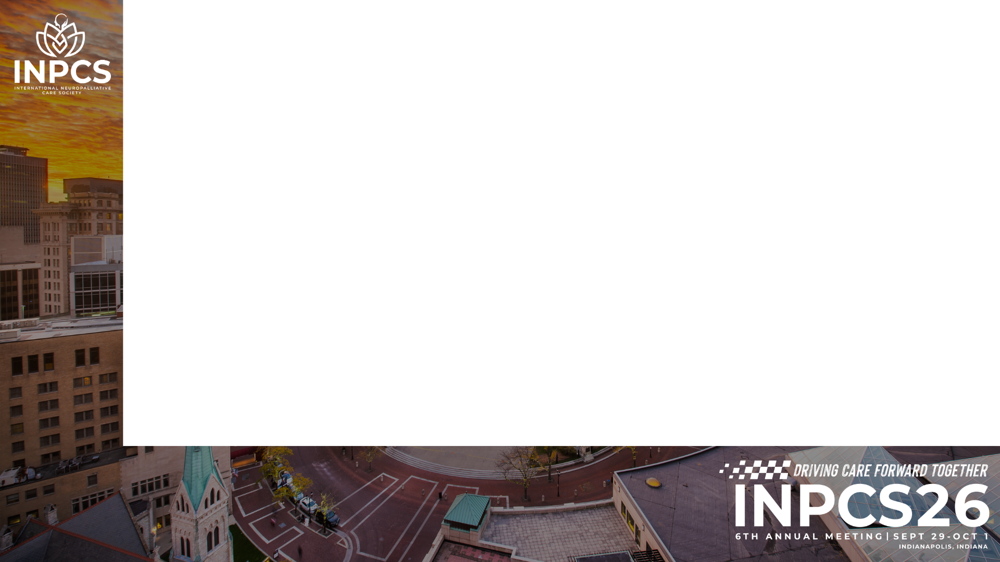 INPCS
INTERNATIONAL NEUROPALLIATIVE
CARE SOCIETY
DRIVING CARE FORWARD TOGETHER
INPCS26
6TH ANNUAL MEETING | SEPT 29-OCT 1
INDIANAPOLIS, INDIANA